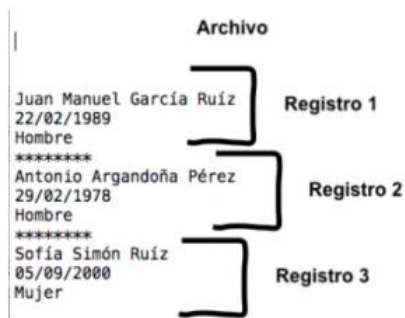 Archivo
Juan Manuel García Ruíz
22/02/1989
Hombre
Registro 1
********
Antonio Argandoña Pérez
29/02/1978
Hombre
Registro 2
********
Sofía Simón Ruíz
05/09/2000
Mujer
Registro 3